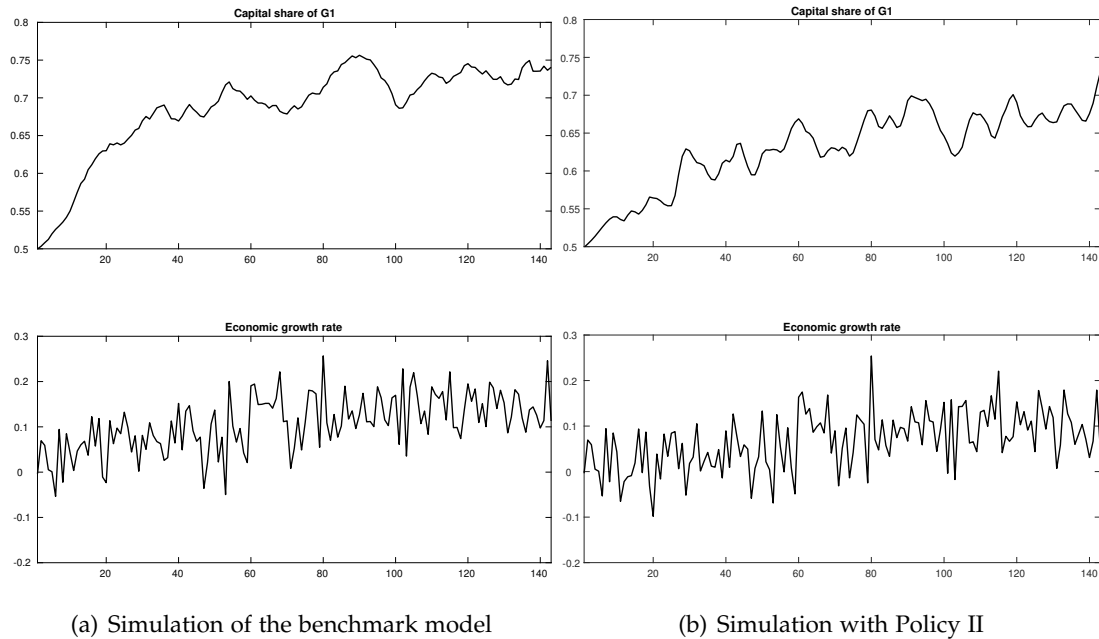 Capital share of G1
0.8
0.75
0.7
0.65
0.6
0.55
0.5
20 40 60 80 100 120 140
Economic growth rate
0.3
0.2
0.1
0
-0.1
-0.2
20 40 60 80 100 120 140
(a) Simulation of the benchmark model
Capital share of G1
0.8
0.75
0.7
0.65
0.6
0.55
0.5
20 40 60 80 100 120 140
Economic growth rate
0.3
0.2
0.1
0
-0.1
-0.2
20 40 60 80 100 120 140
(b) Simulation with Policy II